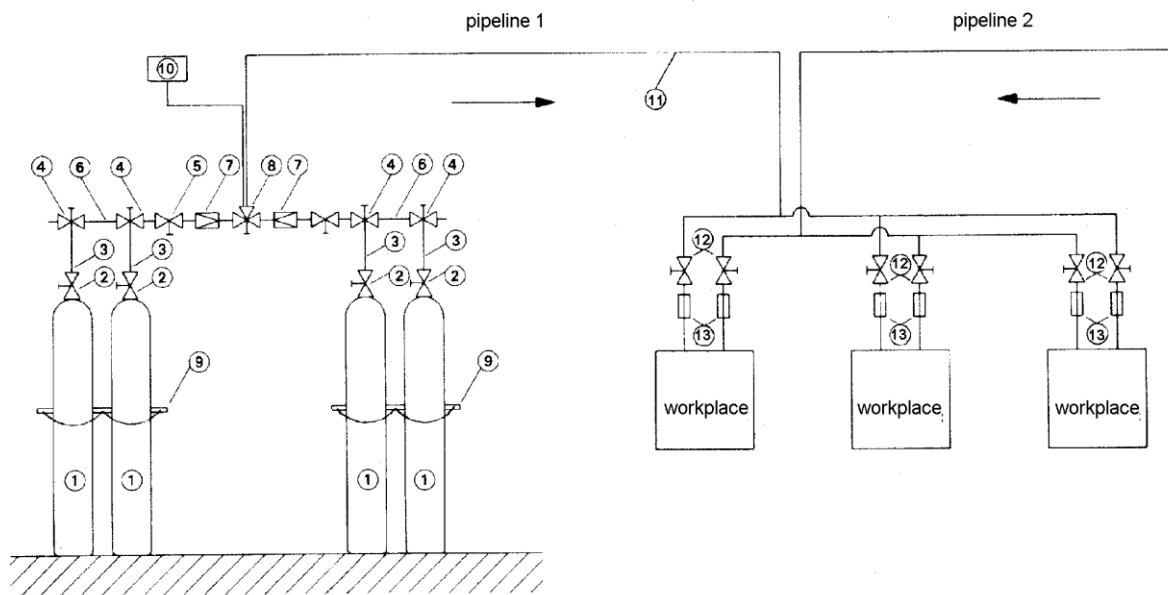 pipeline 1 pipeline 2
10
11
4 6 4 5 7 8 7 4 6 4
3 3 3 3
12 12 12
2 2 2 2
13 13 13
9 9
workplace workplace workplace
1 1 1 1